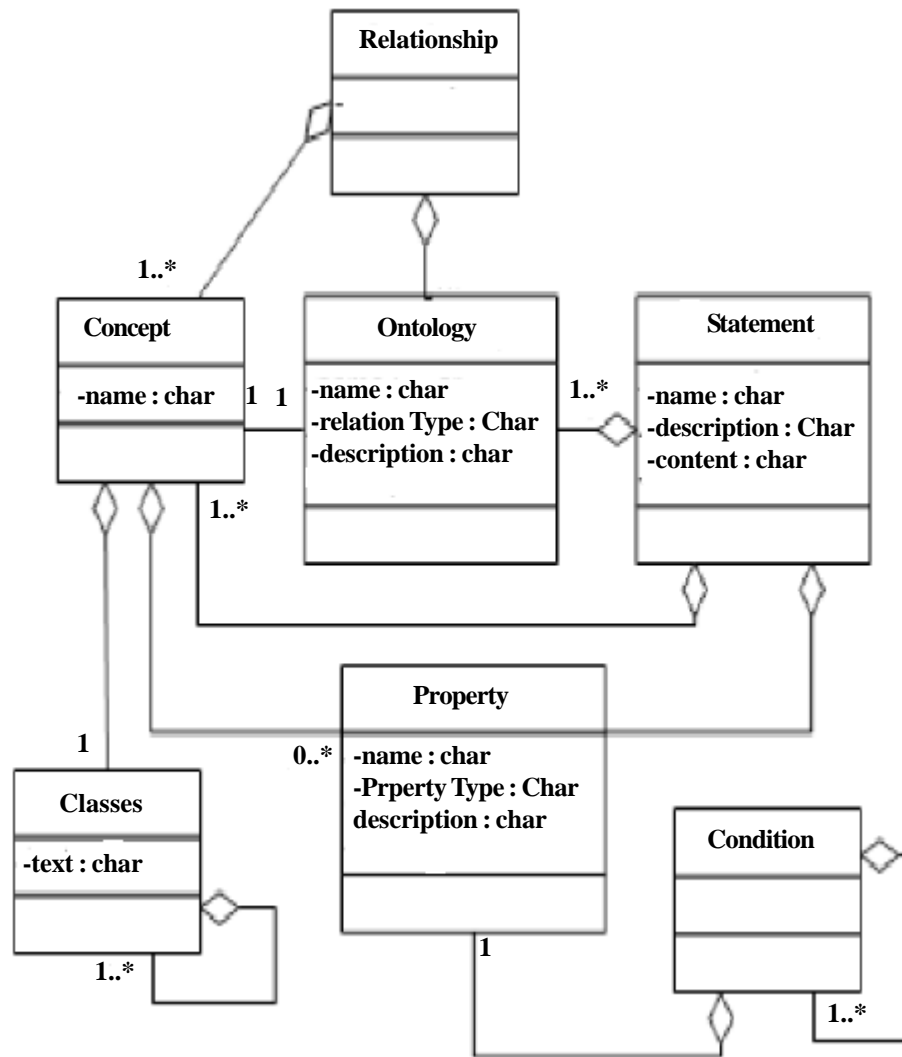 Relationship
1..*
Concept
-name : char
1
1
Ontology
-name : char
-relation Type : Char
-description : char
1..*
Statement
-name : char
-description : Char
-content : char
1..*
Property
0..*
-name : char
-Prperty Type : Char
description : char
1
1
Classes
-text : char
1..*
Condition
1..*